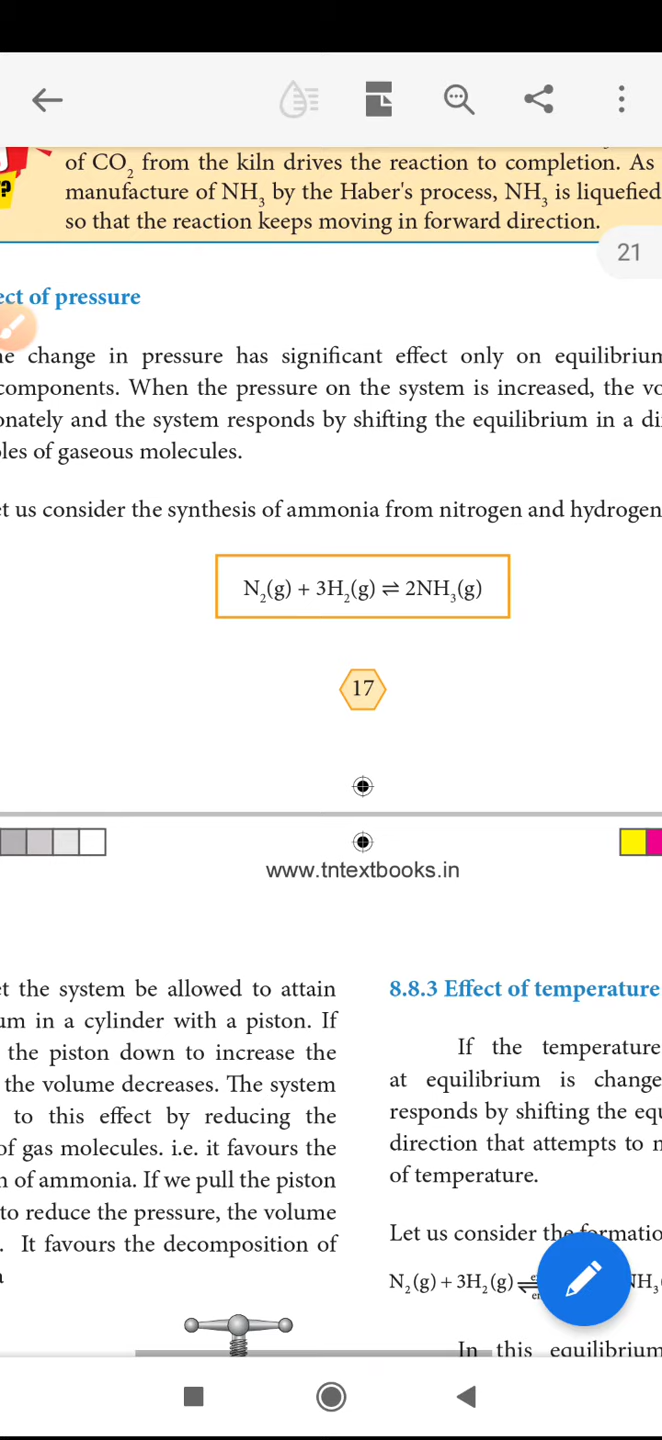 ?
of CO₂ from the kiln drives the reaction to completion. As
manufacture of NH₃ by the Haber's process, NH₃ is liquefied
so that the reaction keeps moving in forward direction.
21
ect of pressure
e change in pressure has significant effect only on equilibrium
components. When the pressure on the system is increased, the vo
onately and the system responds by shifting the equilibrium in a di
les of gaseous molecules.
t us consider the synthesis of ammonia from nitrogen and hydrogen
N₂(g) + 3H₂(g) ⇌ 2NH₃(g)
17
www.tntextbooks.in
et the system be allowed to attain
um in a cylinder with a piston. If
the piston down to increase the
the volume decreases. The system
to this effect by reducing the
of gas molecules. i.e. it favours the
n of ammonia. If we pull the piston
to reduce the pressure, the volume
. It favours the decomposition of
8.8.3 Effect of temperature
If the temperature
at equilibrium is change
responds by shifting the equ
direction that attempts to n
of temperature.
Let us consider the formatio
N₂(g) + 3H₂(g) ⇌ NH₃
In this equilibrium